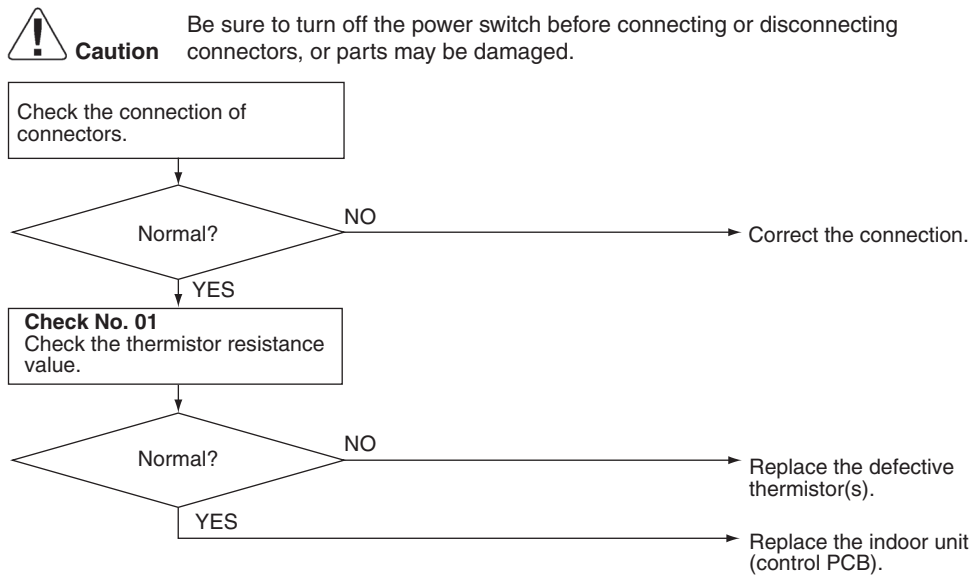 Be sure to turn off the power switch before connecting or disconnecting
Caution connectors, or parts may be damaged.
Check the connection of
connectors.
Normal?
NO
Correct the connection.
YES
Check No. 01
Check the thermistor resistance
value.
Normal?
NO
Replace the defective
thermistor(s).
YES
Replace the indoor unit
(control PCB).